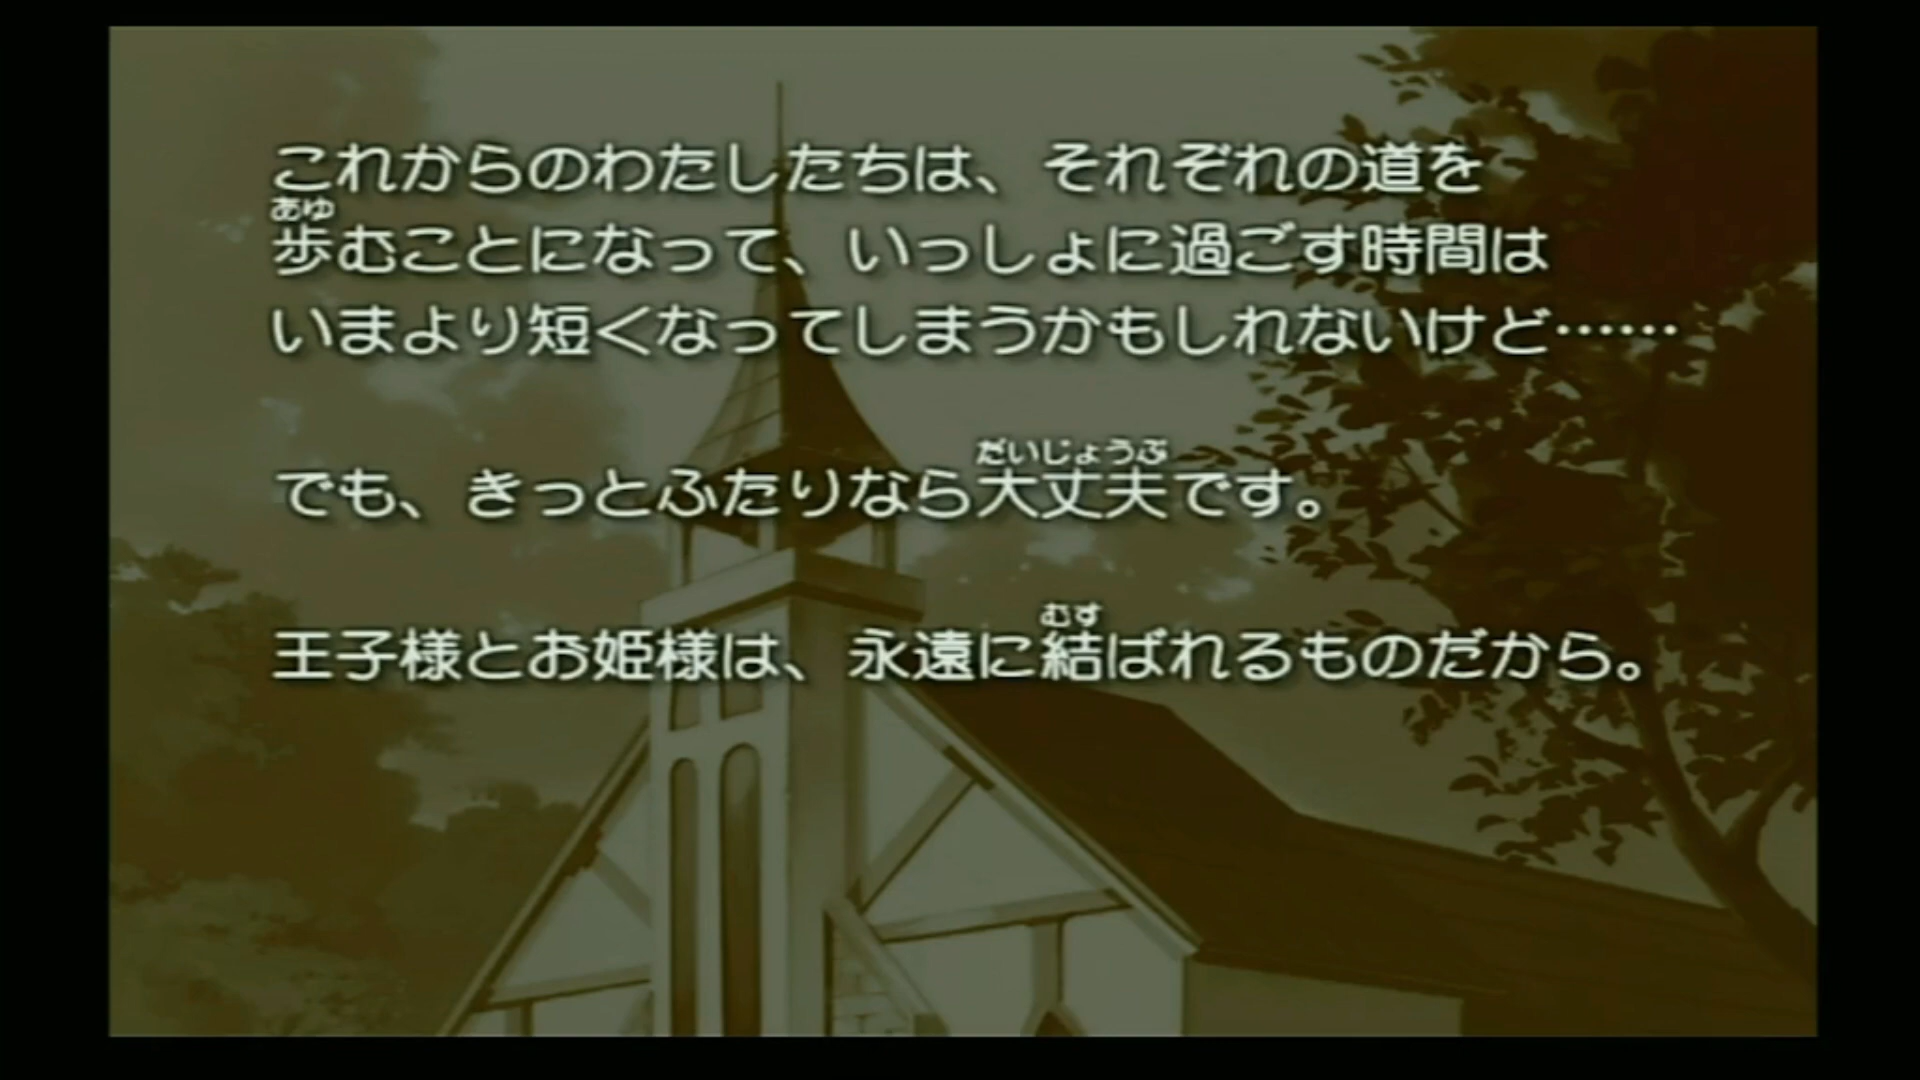 これからのわたしたちは、それぞれの道を
あゆ
歩むことになって、いっしょに過ごす時間は
いまより短くなってしまうかもしれないけど……
だいじょうぶ
でも、きっとふたりなら大丈夫です。
むす
王子様とお姫様は、永遠に結ばれるものだから。